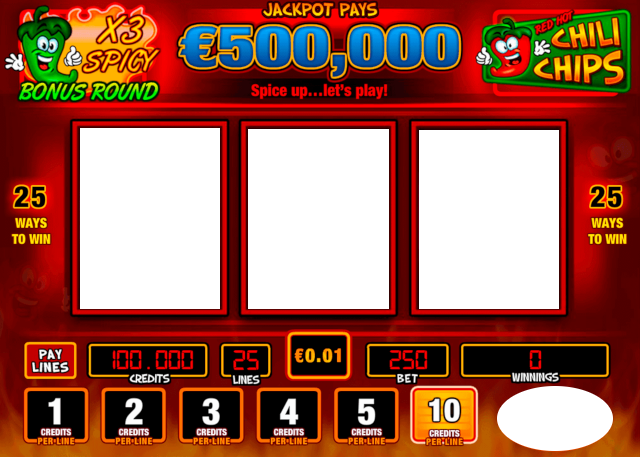 X3
SPICY
BONUS ROUND
JACKPOT PAYS
€500,000
Spice up...let's play!
RED HOT
CHILI
CHIPS
25
WAYS
TO WIN
25
WAYS
TO WIN
PAY
LINES
100.000
CREDITS
25
LINES
€0.01
250
BET
0
WINNINGS
1
CREDITS
PER LINE
2
CREDITS
PER LINE
3
CREDITS
PER LINE
4
CREDITS
PER LINE
5
CREDITS
PER LINE
10
CREDITS
PER LINE